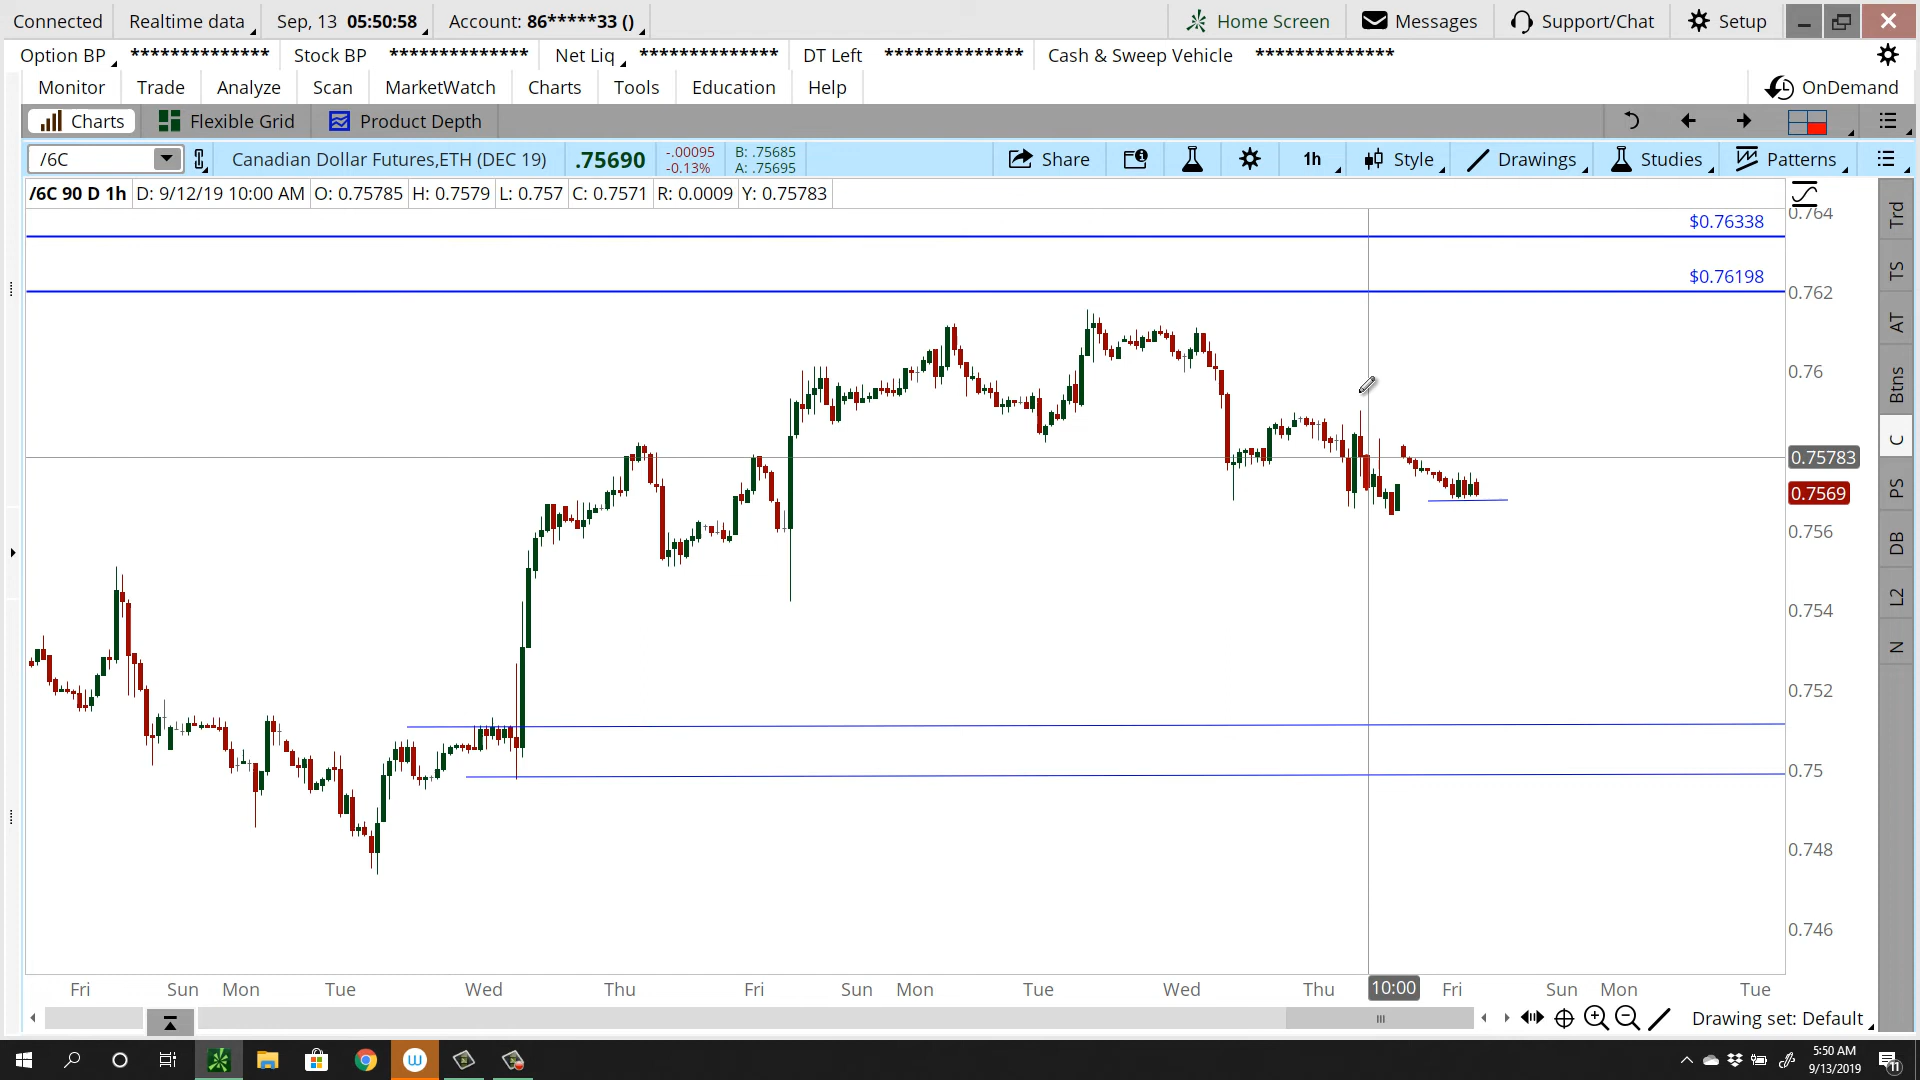 Connected Realtime data Sep, 13 05:50:58 Account: 86*****33 () Home Screen Messages Support/Chat Setup
Option BP ************** Stock BP ************** Net Liq ************** DT Left ************** Cash & Sweep Vehicle **************
Monitor Trade Analyze Scan MarketWatch Charts Tools Education Help OnDemand
Charts Flexible Grid Product Depth
/6C Canadian Dollar Futures,ETH (DEC 19) .75690 -.00095 -0.13% B: .75685 A: .75695 Share 1h Style Drawings Studies Patterns
/6C 90 D 1h D: 9/12/19 10:00 AM O: 0.75785 H: 0.7579 L: 0.757 C: 0.7571 R: 0.0009 Y: 0.75783
$0.76338
$0.76198
0.764
0.762
0.76
0.75783
0.7569
0.756
0.754
0.752
0.75
0.748
0.746
Trd
TS
AT
Btns
C
PS
DB
L2
N
Fri Sun Mon Tue Wed Thu Fri Sun Mon Tue Wed Thu 10:00 Fri Sun Mon Tue
Drawing set: Default
5:50 AM
9/13/2019
11